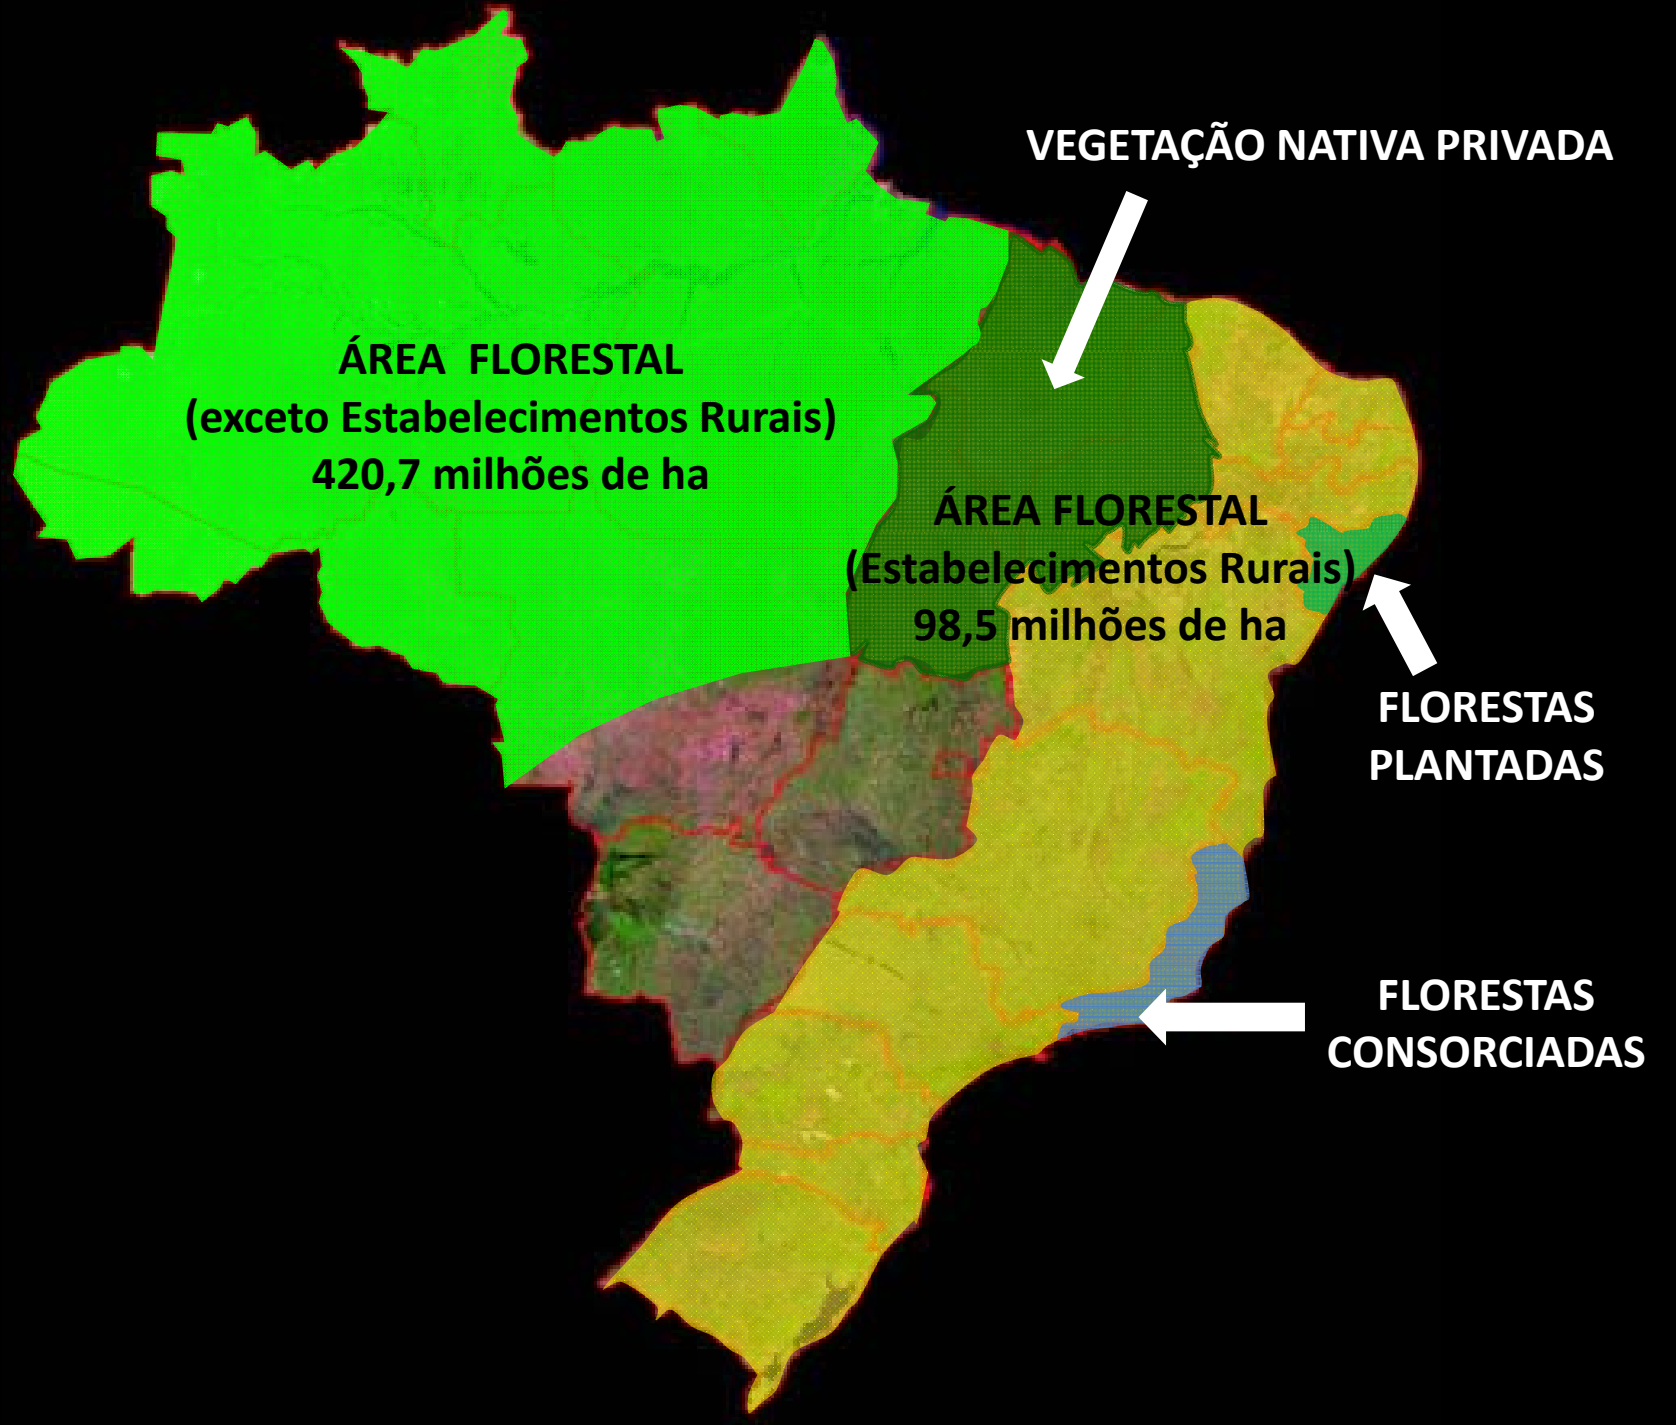 VEGETAÇÃO NATIVA PRIVADA
ÁREA FLORESTAL
(exceto Estabelecimentos Rurais)
420,7 milhões de ha
ÁREA FLORESTAL
(Estabelecimentos Rurais)
98,5 milhões de ha
FLORESTAS
PLANTADAS
FLORESTAS
CONSORCIADAS